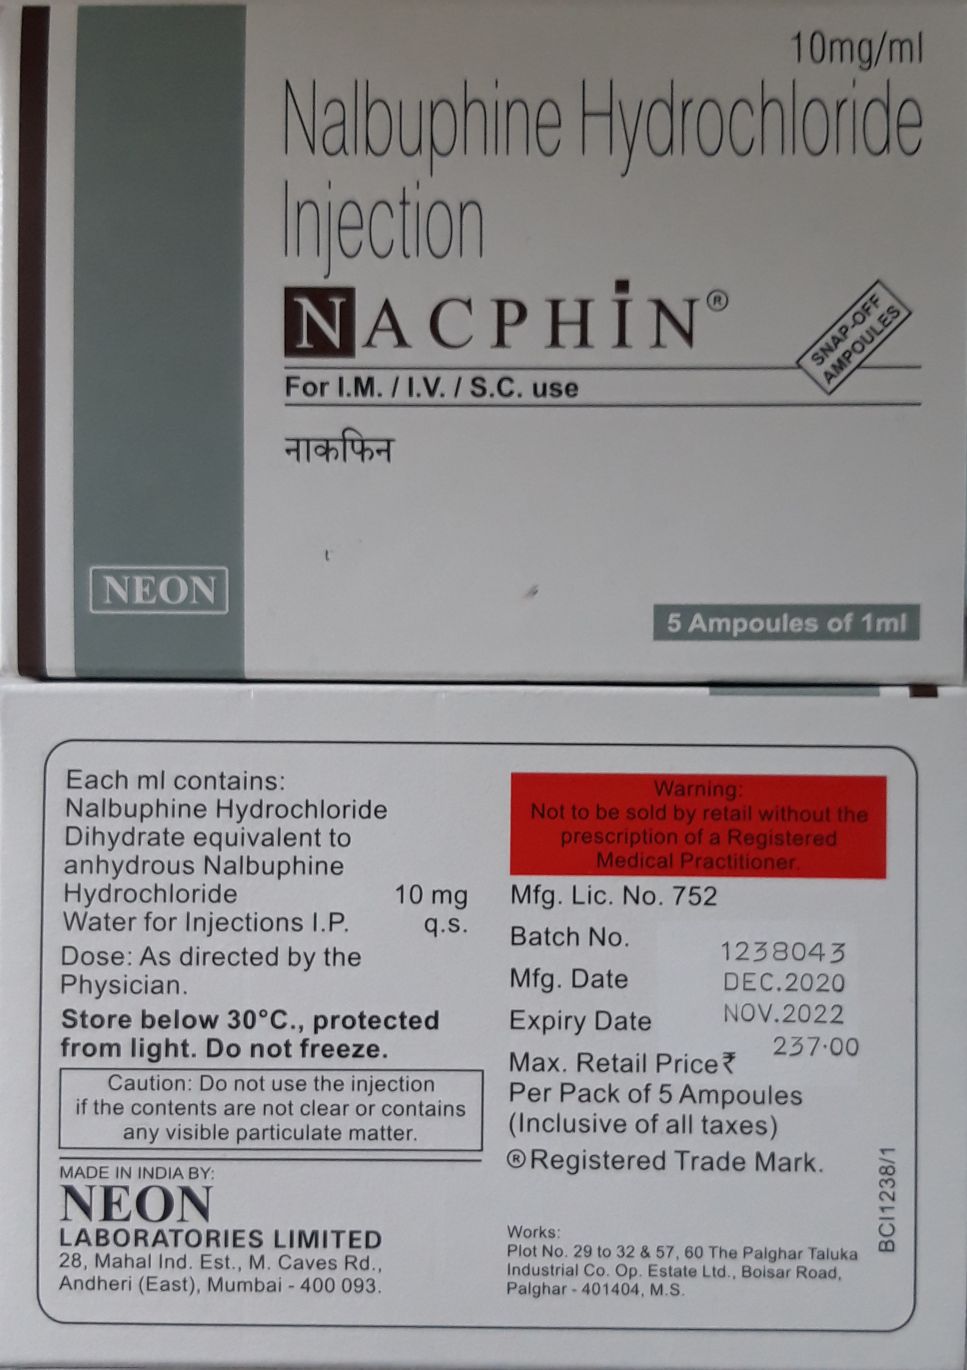 10mg/ml
Nalbuphine Hydrochloride
Injection
NACPHiN®
SNAP-OFF
AMPOULES
For I.M. / I.V. / S.C. use
नाकफिन
NEON
5 Ampoules of 1ml
Each ml contains:
Nalbuphine Hydrochloride
Dihydrate equivalent to
anhydrous Nalbuphine
Hydrochloride 10 mg
Water for Injections I.P. q.s.
Dose: As directed by the
Physician.
Store below 30°C., protected
from light. Do not freeze.
Caution: Do not use the injection
if the contents are not clear or contains
any visible particulate matter.
MADE IN INDIA BY:
NEON
LABORATORIES LIMITED
28, Mahal Ind. Est., M. Caves Rd.,
Andheri (East), Mumbai - 400 093.
Warning:
Not to be sold by retail without the
prescription of a Registered
Medical Practitioner.
Mfg. Lic. No. 752
Batch No. 1238043
Mfg. Date DEC.2020
Expiry Date NOV.2022
Max. Retail Price₹ 237·00
Per Pack of 5 Ampoules
(Inclusive of all taxes)
® Registered Trade Mark.
Works:
Plot No. 29 to 32 & 57, 60 The Palghar Taluka
Industrial Co. Op. Estate Ltd., Boisar Road,
Palghar - 401404, M.S.
BCI1238/1